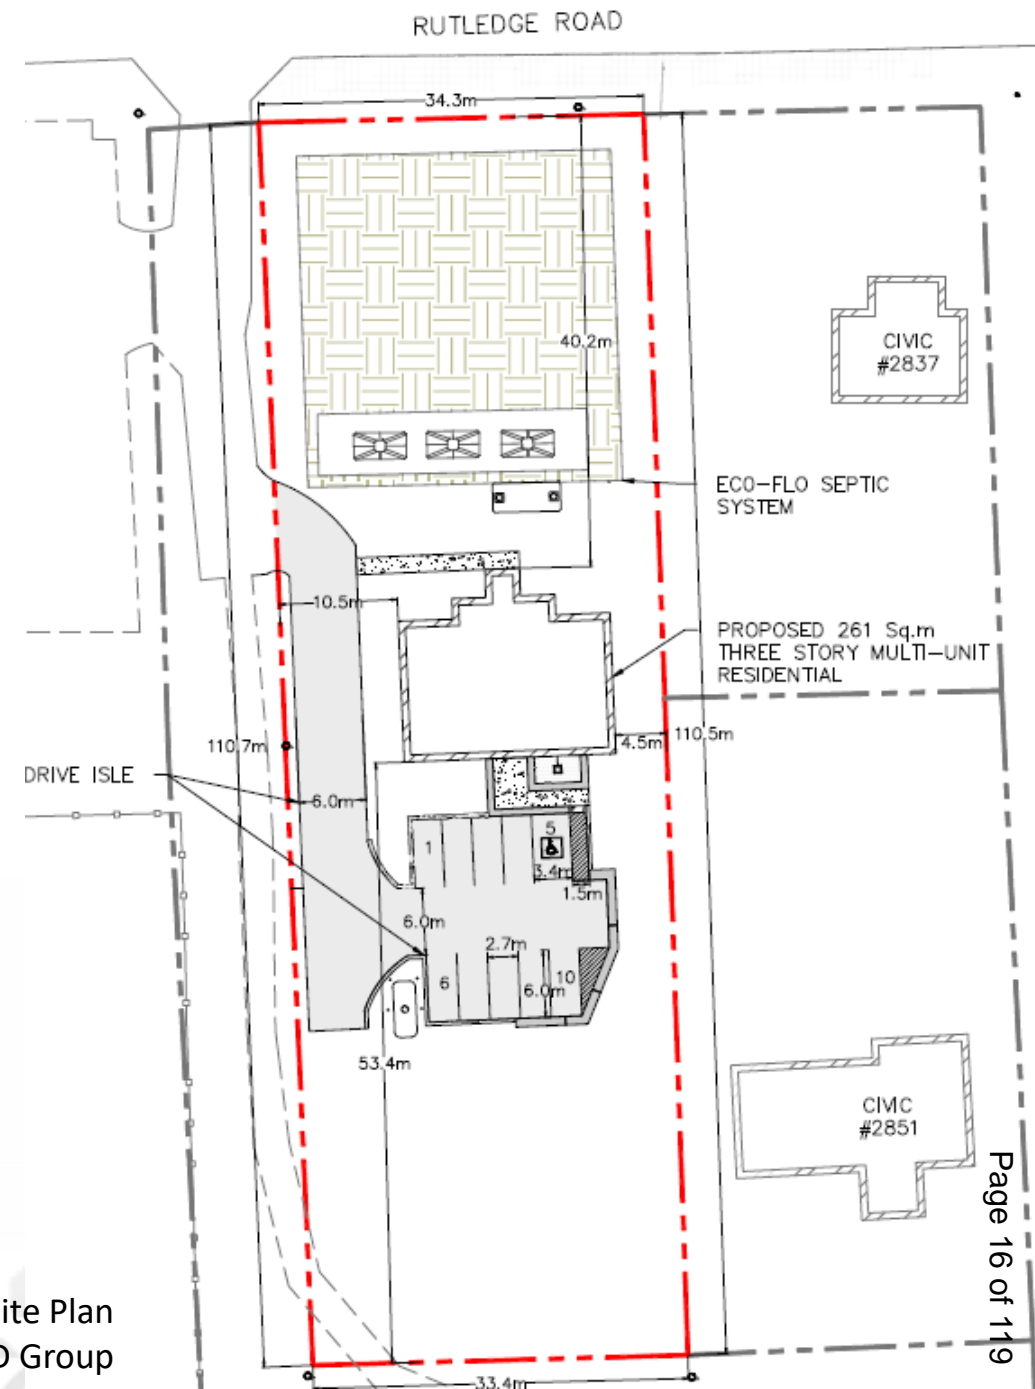 RUTLEDGE ROAD
34.3m
40.2m
CIVIC
#2837
ECO-FLO SEPTIC
SYSTEM
10.5m
PROPOSED 261 Sq.m
THREE STORY MULTI-UNIT
RESIDENTIAL
110.7m
4.5m
110.5m
DRIVE ISLE
6.0m
1
5
3.4m
1.5m
6.0m
2.7m
6
6.0m
10
53.4m
CIVIC
#2851
Page 16 of 119
ite Plan
D Group
33.4m